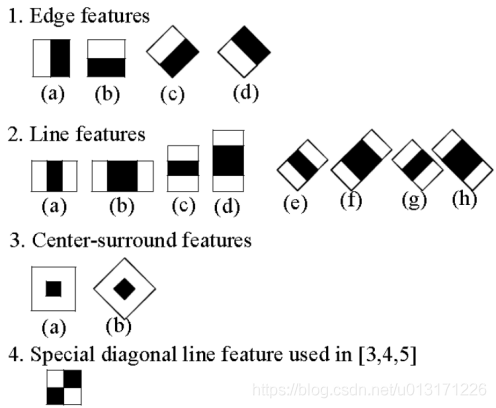 1. Edge features
(a) (b) (c) (d)
2. Line features
(a) (b) (c) (d) (e) (f) (g) (h)
3. Center-surround features
(a) (b)
4. Special diagonal line feature used in [3,4,5]
https://blog.csdn.net/u013171226